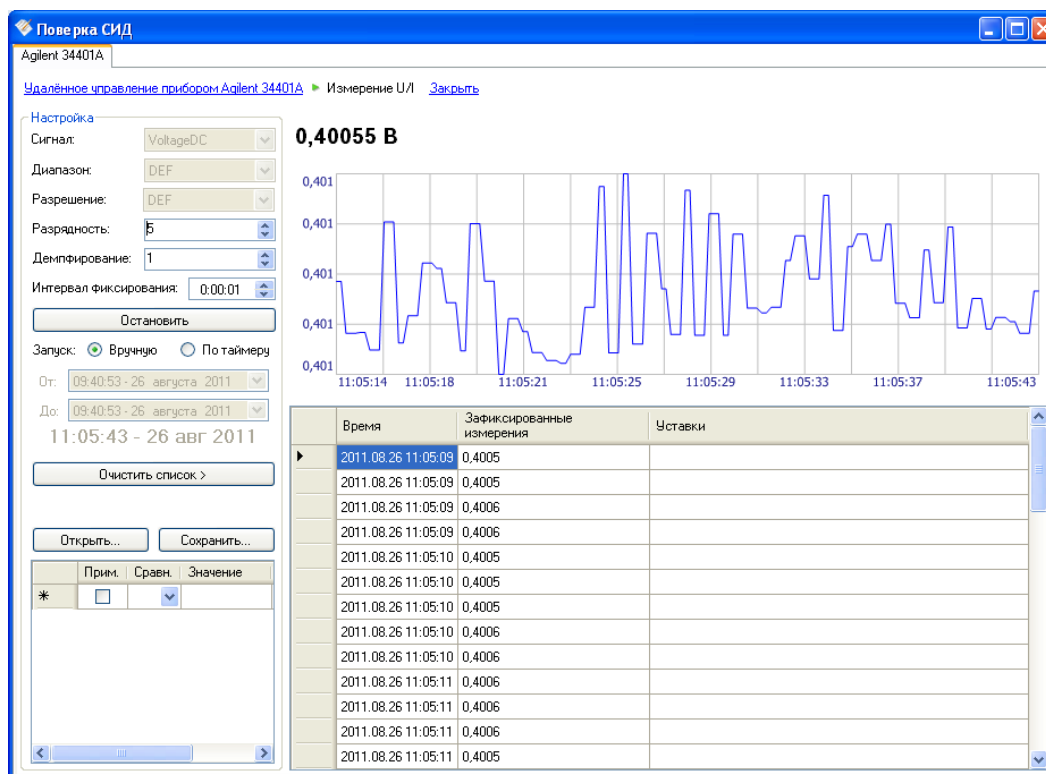 Поверка СИД
Agilent 34401A
Удалённое управление прибором Agilent 34401A Измерение U/I Закрыть
Настройка
Сигнал: VoltageDC
Диапазон: DEF
Разрешение: DEF
Разрядность: 5
Демпфирование: 1
Интервал фиксирования: 0:00:01
Остановить
Запуск: Вручную По таймеру
От: 09:40:53 - 26 августа 2011
До: 09:40:53 - 26 августа 2011
11:05:43 - 26 авг 2011
Очистить список >
Открыть... Сохранить...
Прим. Сравн. Значение
*
0,40055 В
0,401
0,401
0,401
0,401
0,401
11:05:14 11:05:18 11:05:21 11:05:25 11:05:29 11:05:33 11:05:37 11:05:43
Время Зафиксированные измерения Уставки
2011.08.26 11:05:09 0,4005
2011.08.26 11:05:09 0,4005
2011.08.26 11:05:09 0,4006
2011.08.26 11:05:09 0,4006
2011.08.26 11:05:10 0,4005
2011.08.26 11:05:10 0,4005
2011.08.26 11:05:10 0,4005
2011.08.26 11:05:10 0,4006
2011.08.26 11:05:10 0,4006
2011.08.26 11:05:11 0,4006
2011.08.26 11:05:11 0,4006
2011.08.26 11:05:11 0,4006
2011.08.26 11:05:11 0,4005